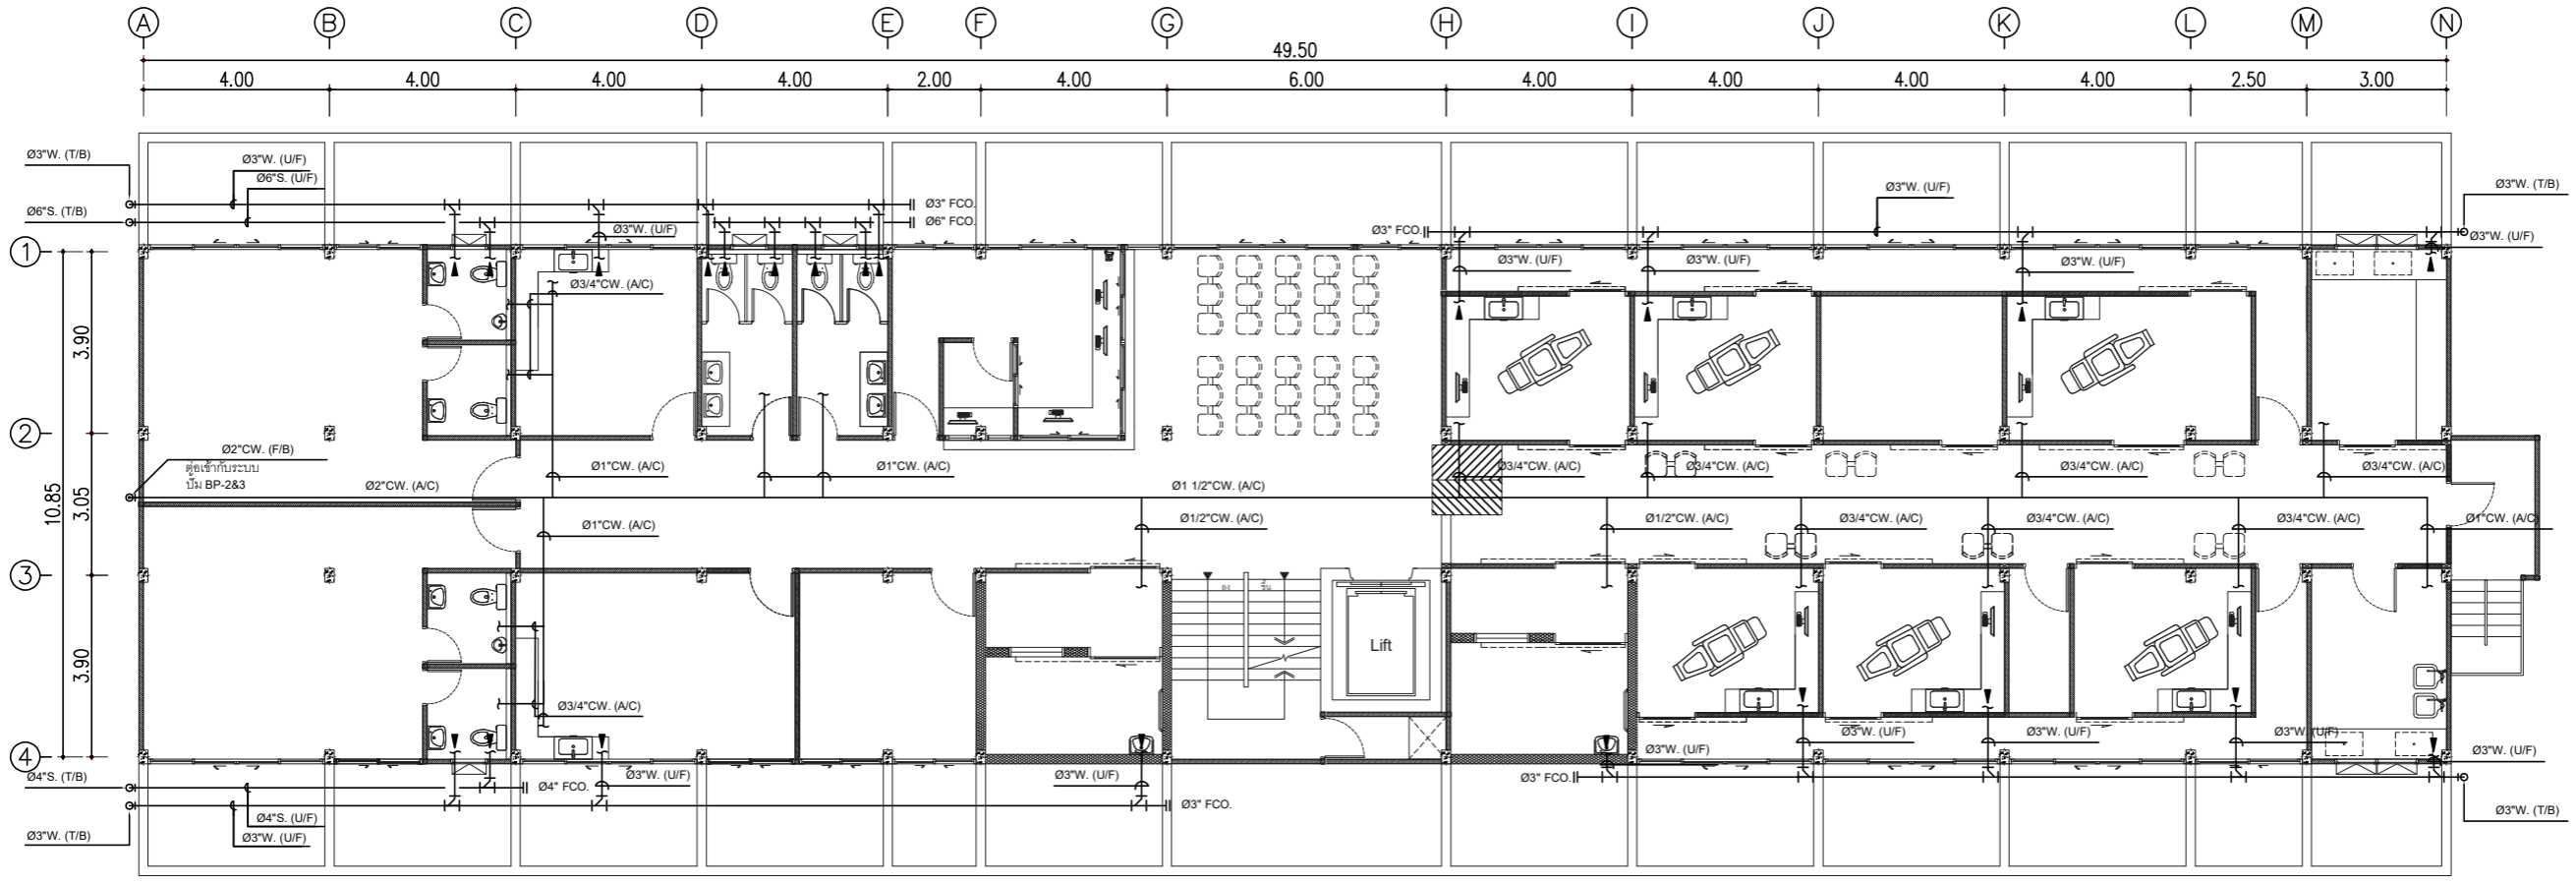 A B C D E F G H I J K L M N
49.50
4.00 4.00 4.00 4.00 2.00 4.00 6.00 4.00 4.00 4.00 4.00 2.50 3.00
Ø3"W. (T/B)
Ø3"W. (U/F)
Ø6"S. (U/F)
Ø3"W. (U/F)
Ø3"W. (T/B)
Ø6"S. (T/B)
Ø3" FCO.
Ø6" FCO.
Ø3"W. (U/F)
Ø3" FCO.
Ø3"W. (U/F)
1
Ø3"W. (U/F)
Ø3"W. (U/F)
Ø3"W. (U/F)
Ø3/4"CW. (A/C)
3.90
2
Ø2"CW. (F/B)
ต่อเข้ากับระบบ
ปั๊ม BP-2&3
Ø1"CW. (A/C)
Ø1"CW. (A/C)
Ø3/4"CW. (A/C)
Ø3/4"CW. (A/C)
Ø3/4"CW. (A/C)
Ø3/4"CW. (A/C)
Ø2"CW. (A/C)
Ø1 1/2"CW. (A/C)
10.85
3.05
Ø1"CW. (A/C)
Ø1/2"CW. (A/C)
Ø1/2"CW. (A/C)
Ø3/4"CW. (A/C)
Ø3/4"CW. (A/C)
Ø3/4"CW. (A/C)
Ø1"CW. (A/C)
3
ลง
ขึ้น
Lift
3.90
Ø3/4"CW. (A/C)
Ø3"W. (U/F)
Ø3"W. (U/F)
Ø3"W. (U/F)
4
Ø3"W. (U/F)
Ø3"W. (U/F)
Ø4"S. (T/B)
Ø4" FCO.
Ø3"W. (U/F)
Ø3"W. (U/F)
Ø3" FCO.
Ø3" FCO.
Ø4"S. (U/F)
Ø3"W. (T/B)
Ø3"W. (U/F)
Ø3"W. (T/B)